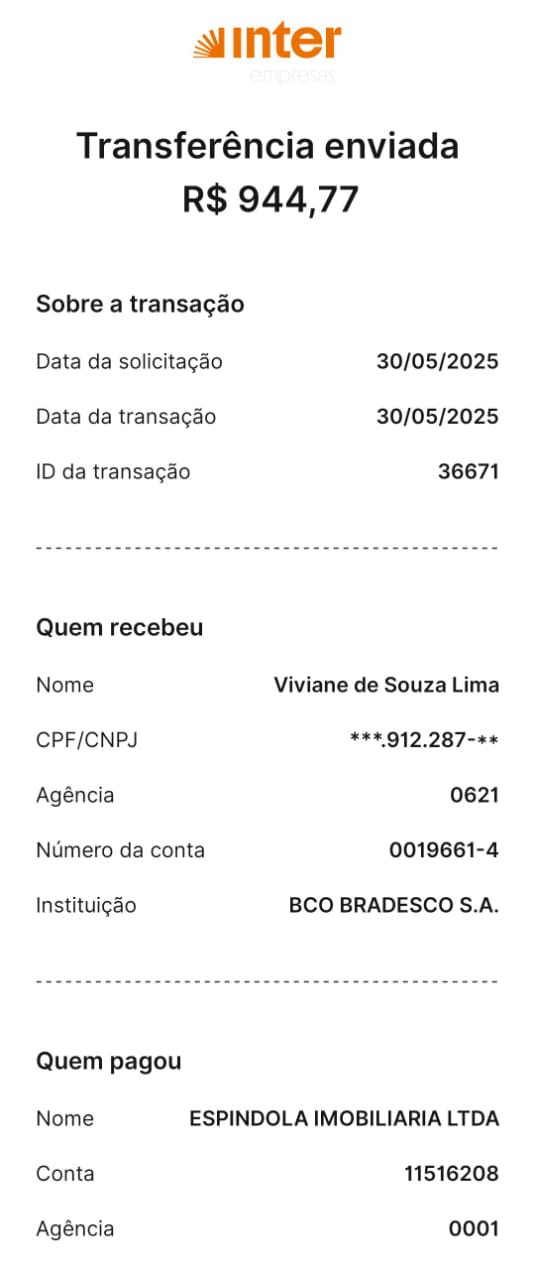 inter
empresas
Transferência enviada
R$ 944,77
Sobre a transação
Data da solicitação 30/05/2025
Data da transação 30/05/2025
ID da transação 36671
Quem recebeu
Nome Viviane de Souza Lima
CPF/CNPJ ***.912.287-**
Agência 0621
Número da conta 0019661-4
Instituição BCO BRADESCO S.A.
Quem pagou
Nome ESPINDOLA IMOBILIARIA LTDA
Conta 11516208
Agência 0001